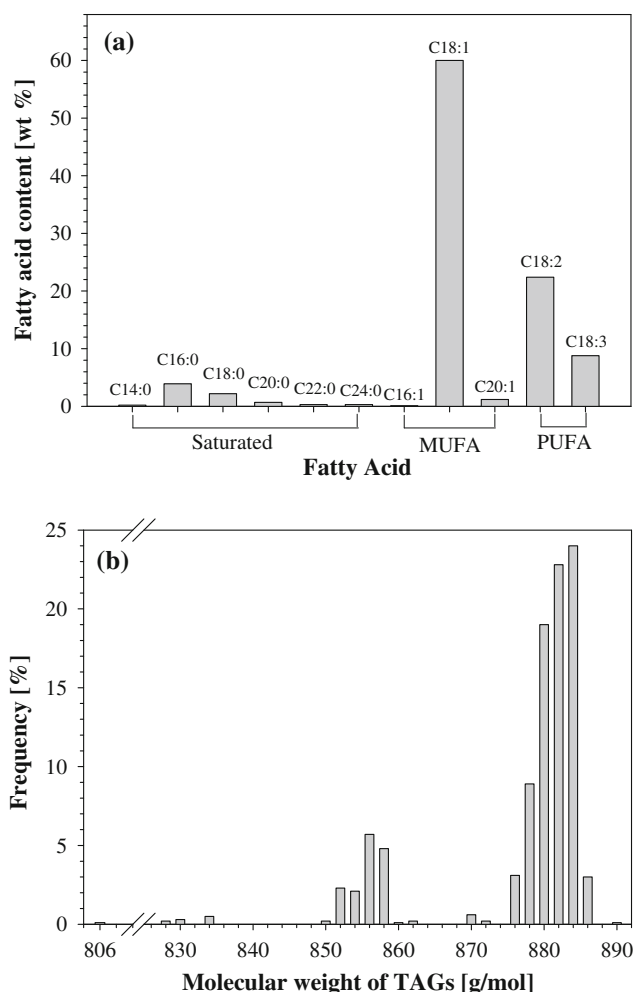 (a)
Fatty acid content [wt %]
60
50
40
30
20
10
0
C14:0
C16:0
C18:0
C20:0
C22:0
C24:0
C16:1
C18:1
C20:1
C18:2
C18:3
Saturated
MUFA
PUFA
Fatty Acid
(b)
Frequency [%]
25
20
15
10
5
0
806
830
840
850
860
870
880
890
Molecular weight of TAGs [g/mol]